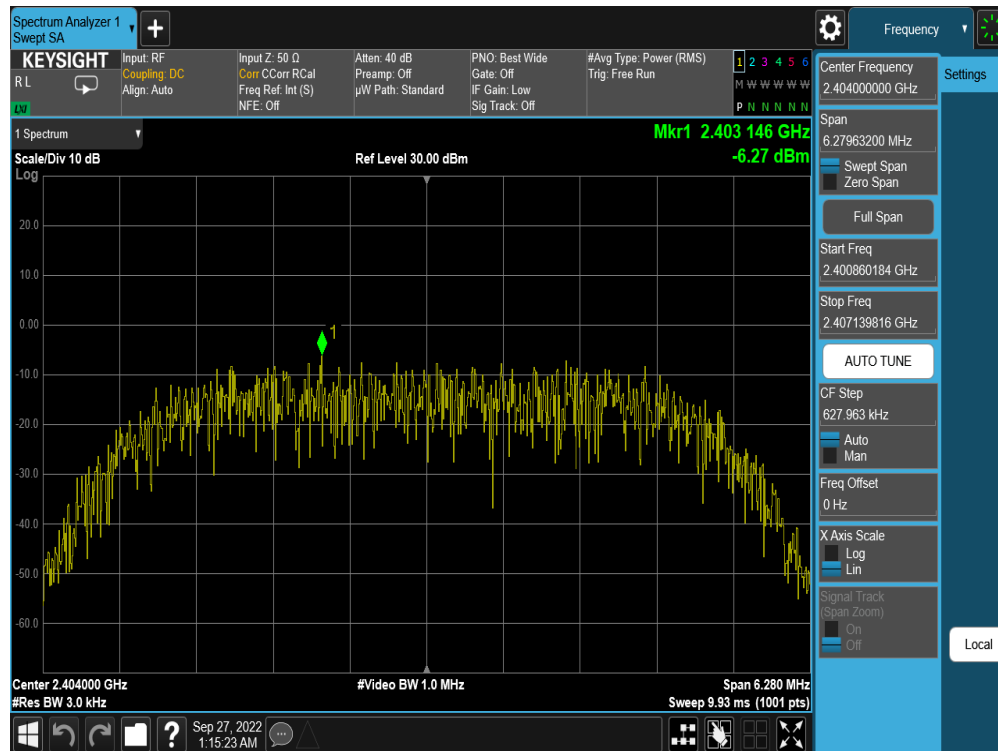 Spectrum Analyzer 1
Swept SA
Frequency
KEYSIGHT
R L
LXI
Input: RF
Coupling: DC
Align: Auto
Input Z: 50 Ω
Corr CCorr RCal
Freq Ref: Int (S)
NFE: Off
Atten: 40 dB
Preamp: Off
µW Path: Standard
PNO: Best Wide
Gate: Off
IF Gain: Low
Sig Track: Off
#Avg Type: Power (RMS)
Trig: Free Run
1 2 3 4 5 6
M W W W W W
P N N N N N
1 Spectrum
Mkr1 2.403 146 GHz
Scale/Div 10 dB
Ref Level 30.00 dBm
-6.27 dBm
Log
20.0
10.0
0.00
1
-10.0
-20.0
-30.0
-40.0
-50.0
-60.0
Center 2.404000 GHz
#Video BW 1.0 MHz
Span 6.280 MHz
#Res BW 3.0 kHz
Sweep 9.93 ms (1001 pts)
Center Frequency
2.404000000 GHz
Settings
Span
6.27963200 MHz
Swept Span
Zero Span
Full Span
Start Freq
2.400860184 GHz
Stop Freq
2.407139816 GHz
AUTO TUNE
CF Step
627.963 kHz
Auto
Man
Freq Offset
0 Hz
X Axis Scale
Log
Lin
Signal Track
(Span Zoom)
On
Off
Local
?
Sep 27, 2022
1:15:23 AM